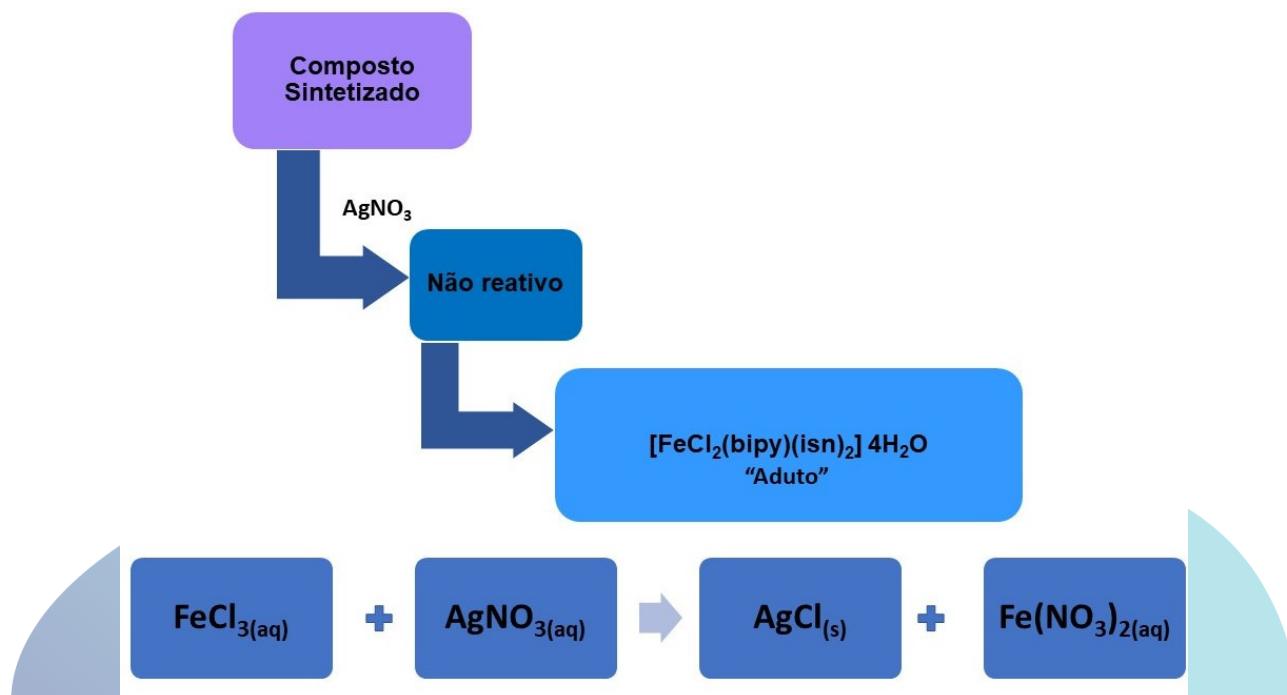 Composto
Sintetizado
AgNO₃
Não reativo
[FeCl₂(bipy)(isn)₂] 4H₂O
“Aduto”
FeCl₃(aq) + AgNO₃(aq) AgCl(s) + Fe(NO₃)₂(aq)